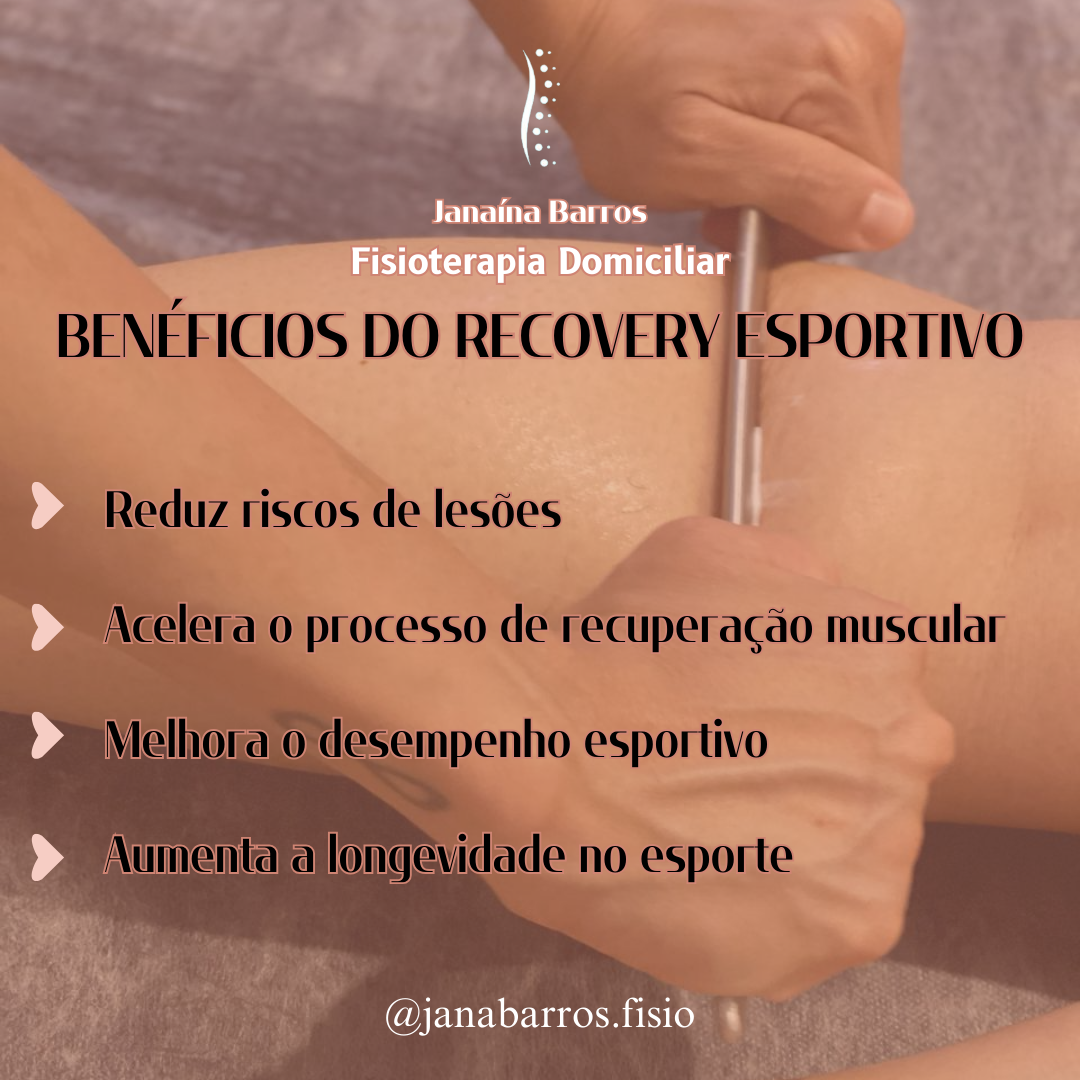 Janaína Barros
Fisioterapia Domiciliar
BENÉFICIOS DO RECOVERY ESPORTIVO
Reduz riscos de lesões
Acelera o processo de recuperação muscular
Melhora o desempenho esportivo
Aumenta a longevidade no esporte
@janabarros.fisio